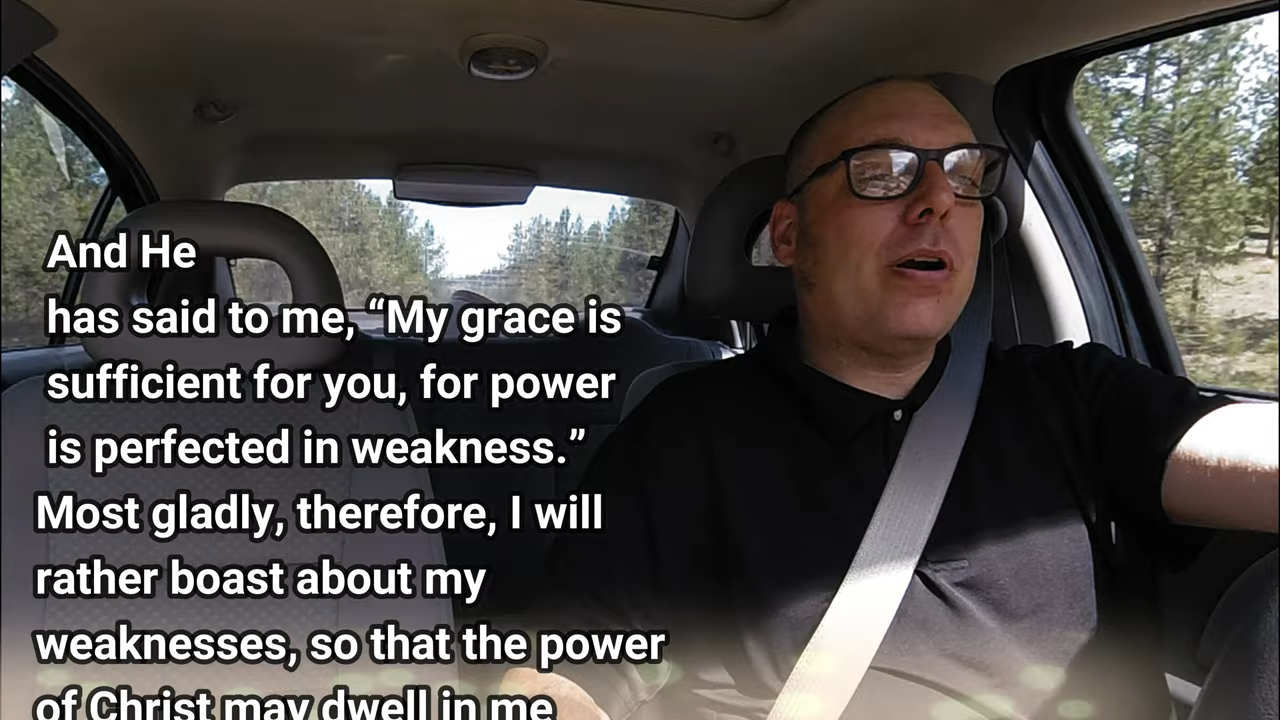 And He
has said to me, “My grace is
sufficient for you, for power
is perfected in weakness.”
Most gladly, therefore, I will
rather boast about my
weaknesses, so that the power
of Christ may dwell in me